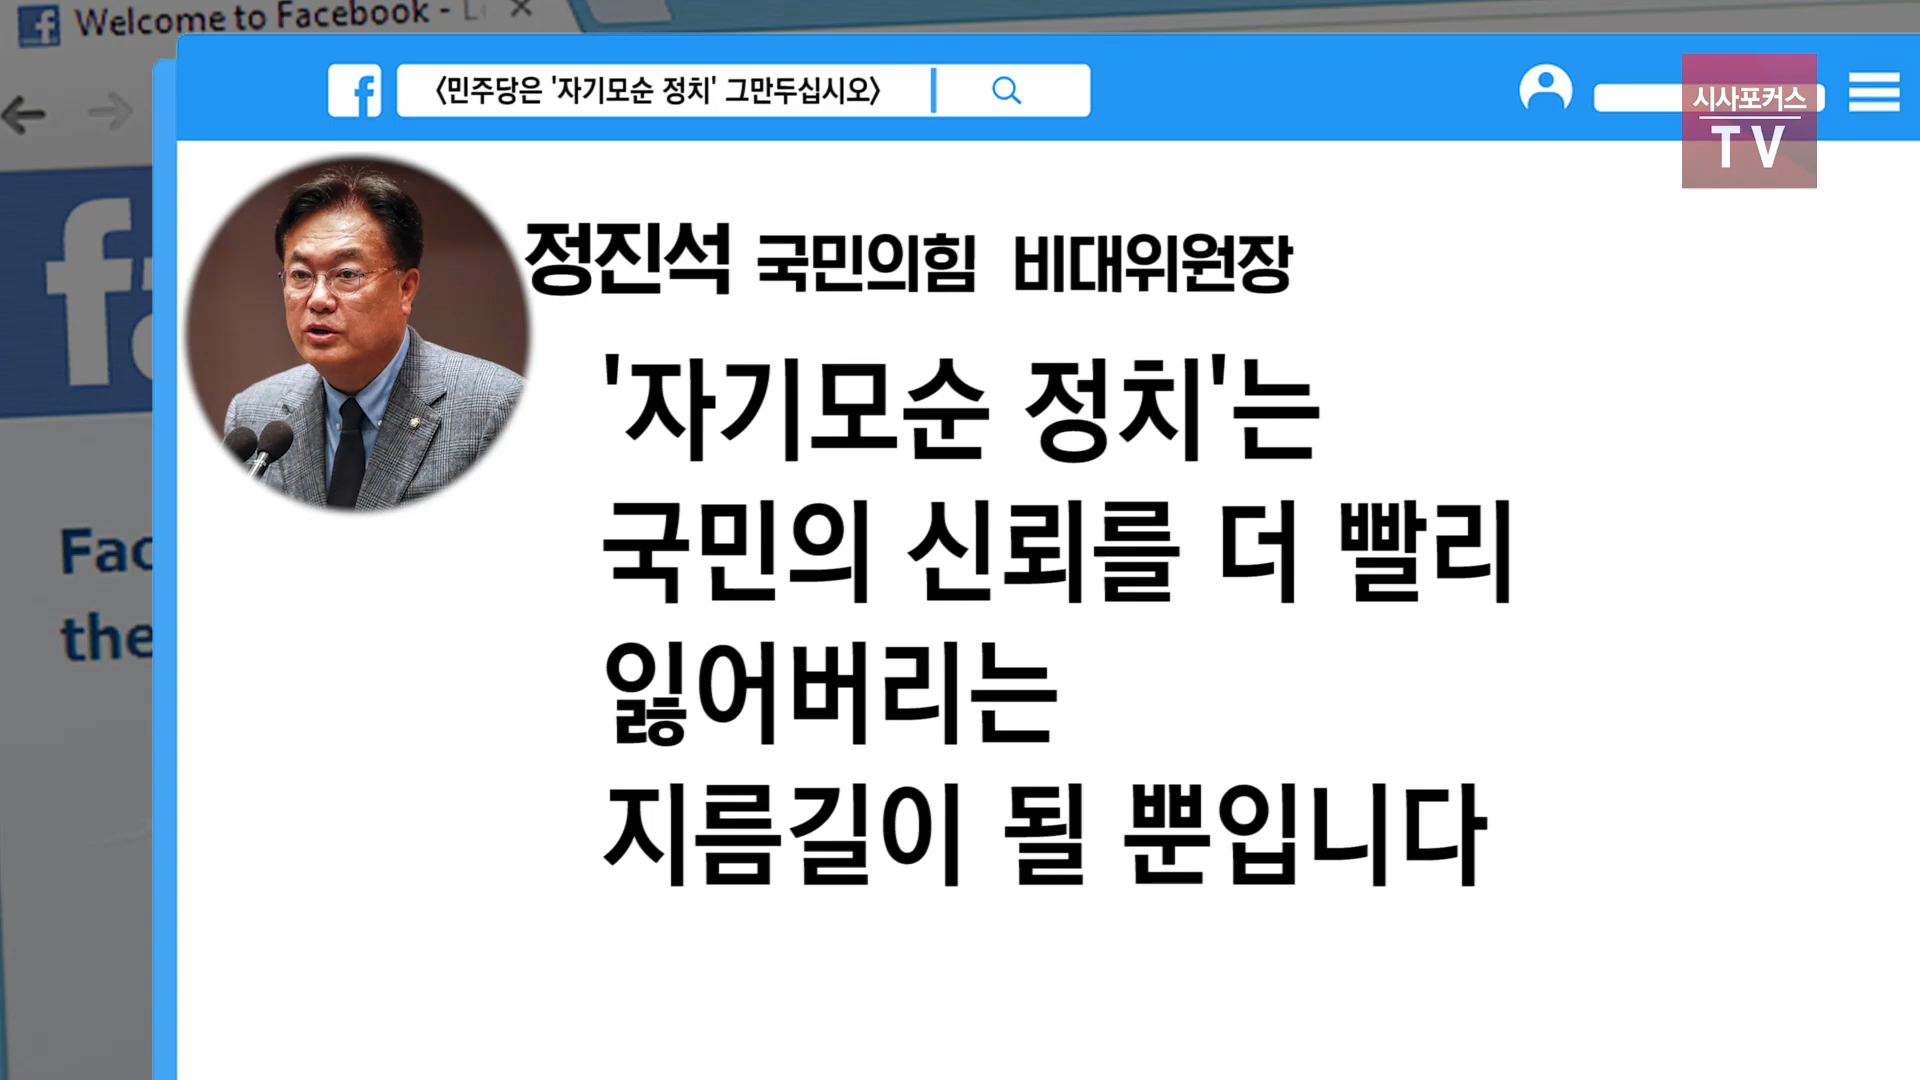 Welcome to Facebook -
f
〈민주당은 '자기모순 정치' 그만두십시오〉
시사포커스
TV
정진석 국민의힘 비대위원장
'자기모순 정치'는
국민의 신뢰를 더 빨리
잃어버리는
지름길이 될 뿐입니다
Fac
the